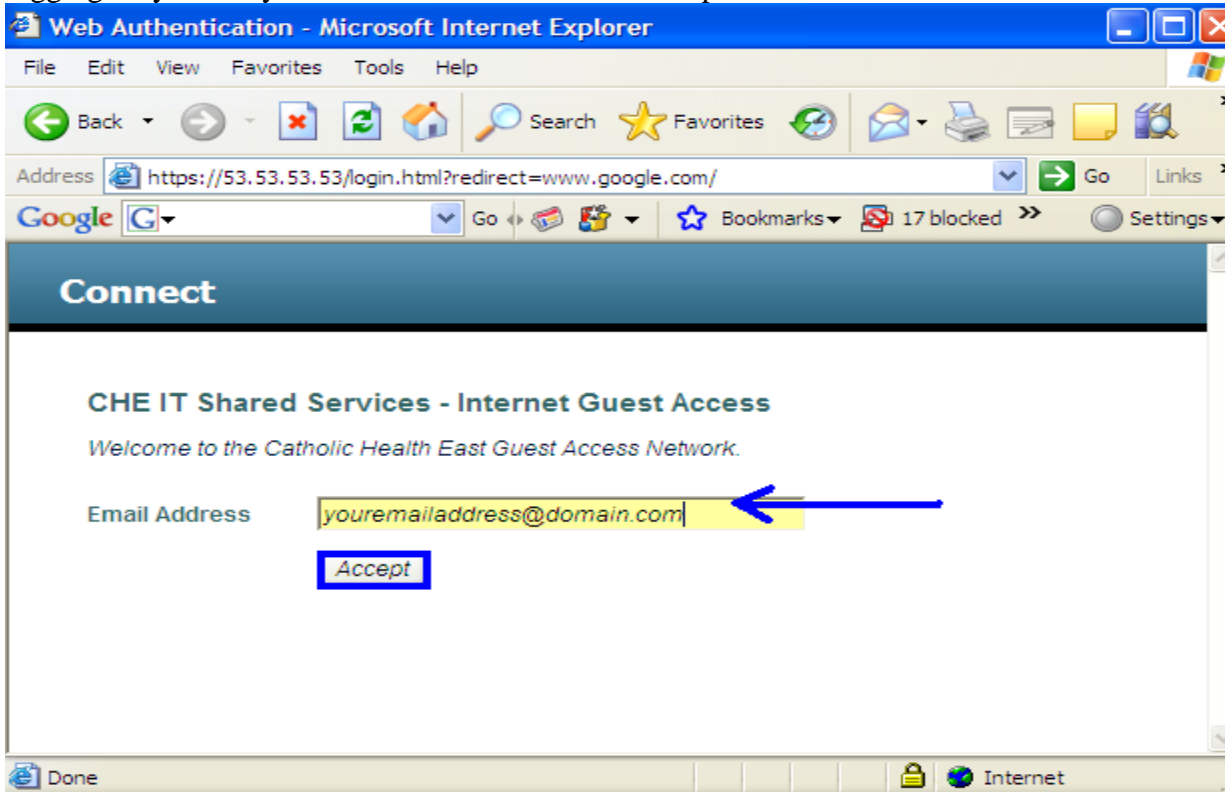 Web Authentication - Microsoft Internet Explorer
File Edit View Favorites Tools Help
Back Search Favorites
Address https://53.53.53.53/login.html?redirect=www.google.com/ Go Links
Google G Go Bookmarks 17 blocked Settings
Connect
CHE IT Shared Services - Internet Guest Access
Welcome to the Catholic Health East Guest Access Network.
Email Address youremailaddress@domain.com
Accept
Done Internet